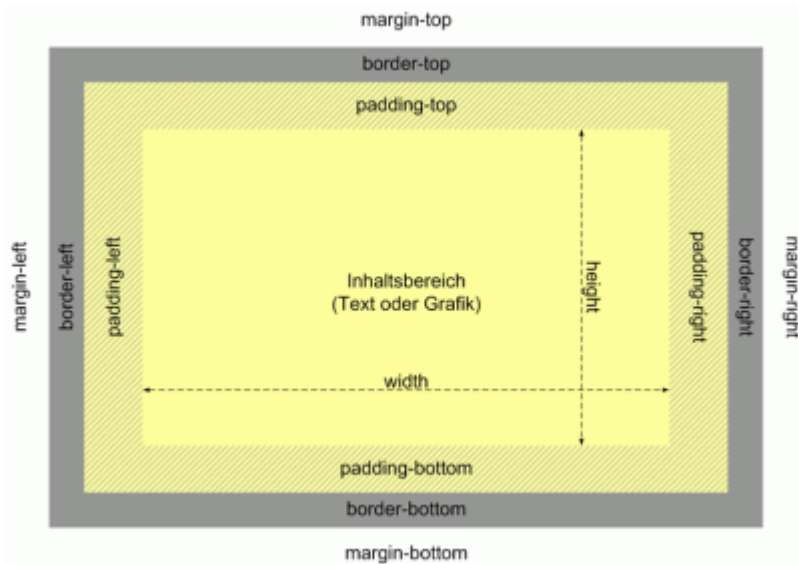 margin-top
border-top
padding-top
margin-left
border-left
padding-left
Inhaltsbereich
(Text oder Grafik)
height
padding-right
border-right
margin-right
width
padding-bottom
border-bottom
margin-bottom